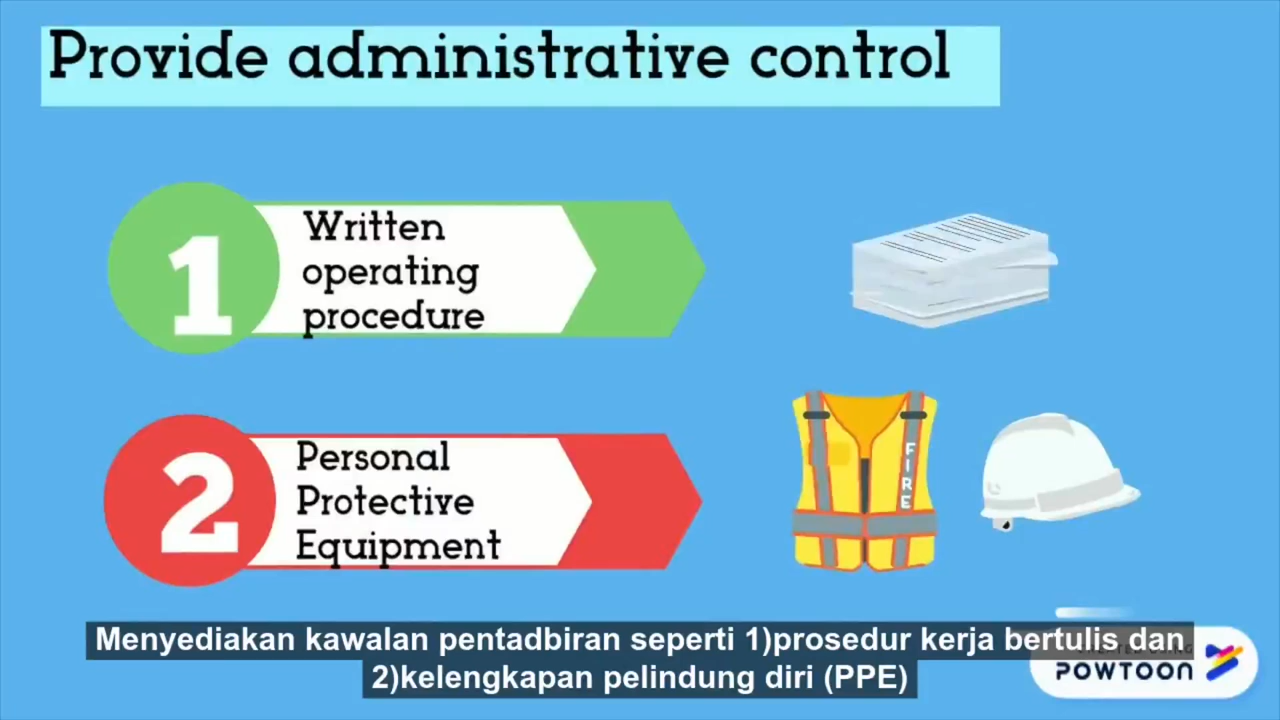 Provide administrative control
1
Written
operating
procedure
2
Personal
Protective
Equipment
FIRE
Menyediakan kawalan pentadbiran seperti 1)prosedur kerja bertulis dan
2)kelengkapan pelindung diri (PPE)
POWTOON